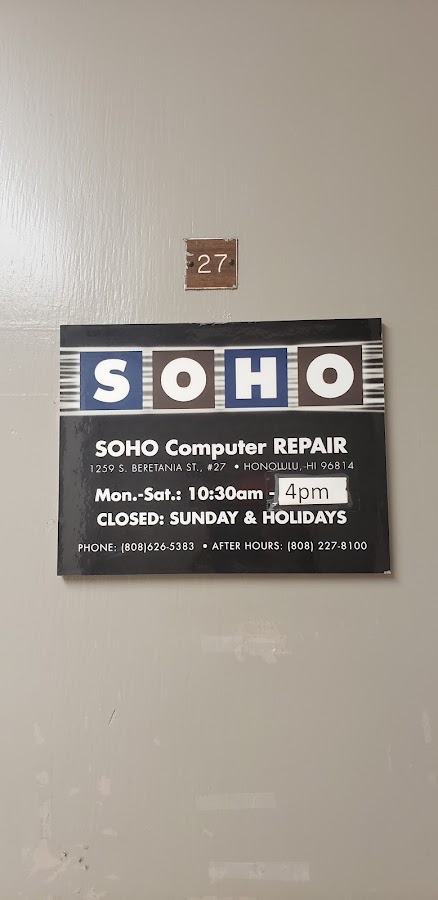 27
SOHO
SOHO Computer REPAIR
1259 S. BERETANIA ST., #27 • HONOLULU, HI 96814
Mon.-Sat.: 10:30am - 4pm
CLOSED: SUNDAY & HOLIDAYS
PHONE: (808)626-5383 • AFTER HOURS: (808) 227-8100